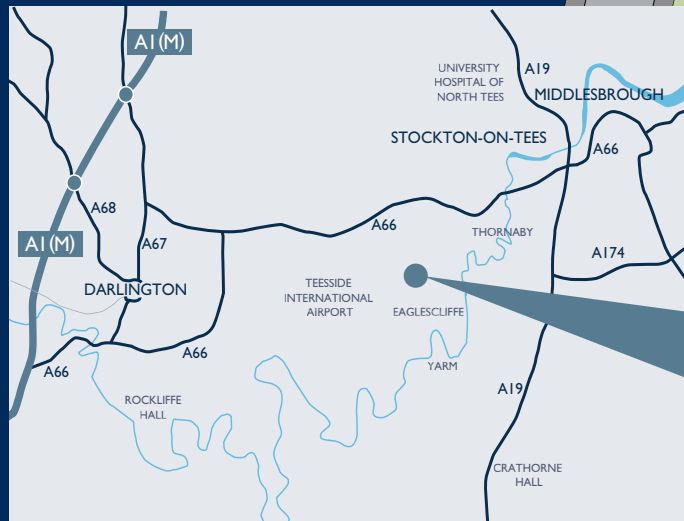 A1(M)
UNIVERSITY
HOSPITAL OF
NORTH TEES
A19
MIDDLESBROUGH
STOCKTON-ON-TEES
A66
A68
A66
THORNABY
A1(M)
A67
A174
DARLINGTON
TEESSIDE
INTERNATIONAL
AIRPORT
EAGLESCLIFFE
A66
A66
YARM
A19
ROCKLIFFE
HALL
CRATHORNE
HALL